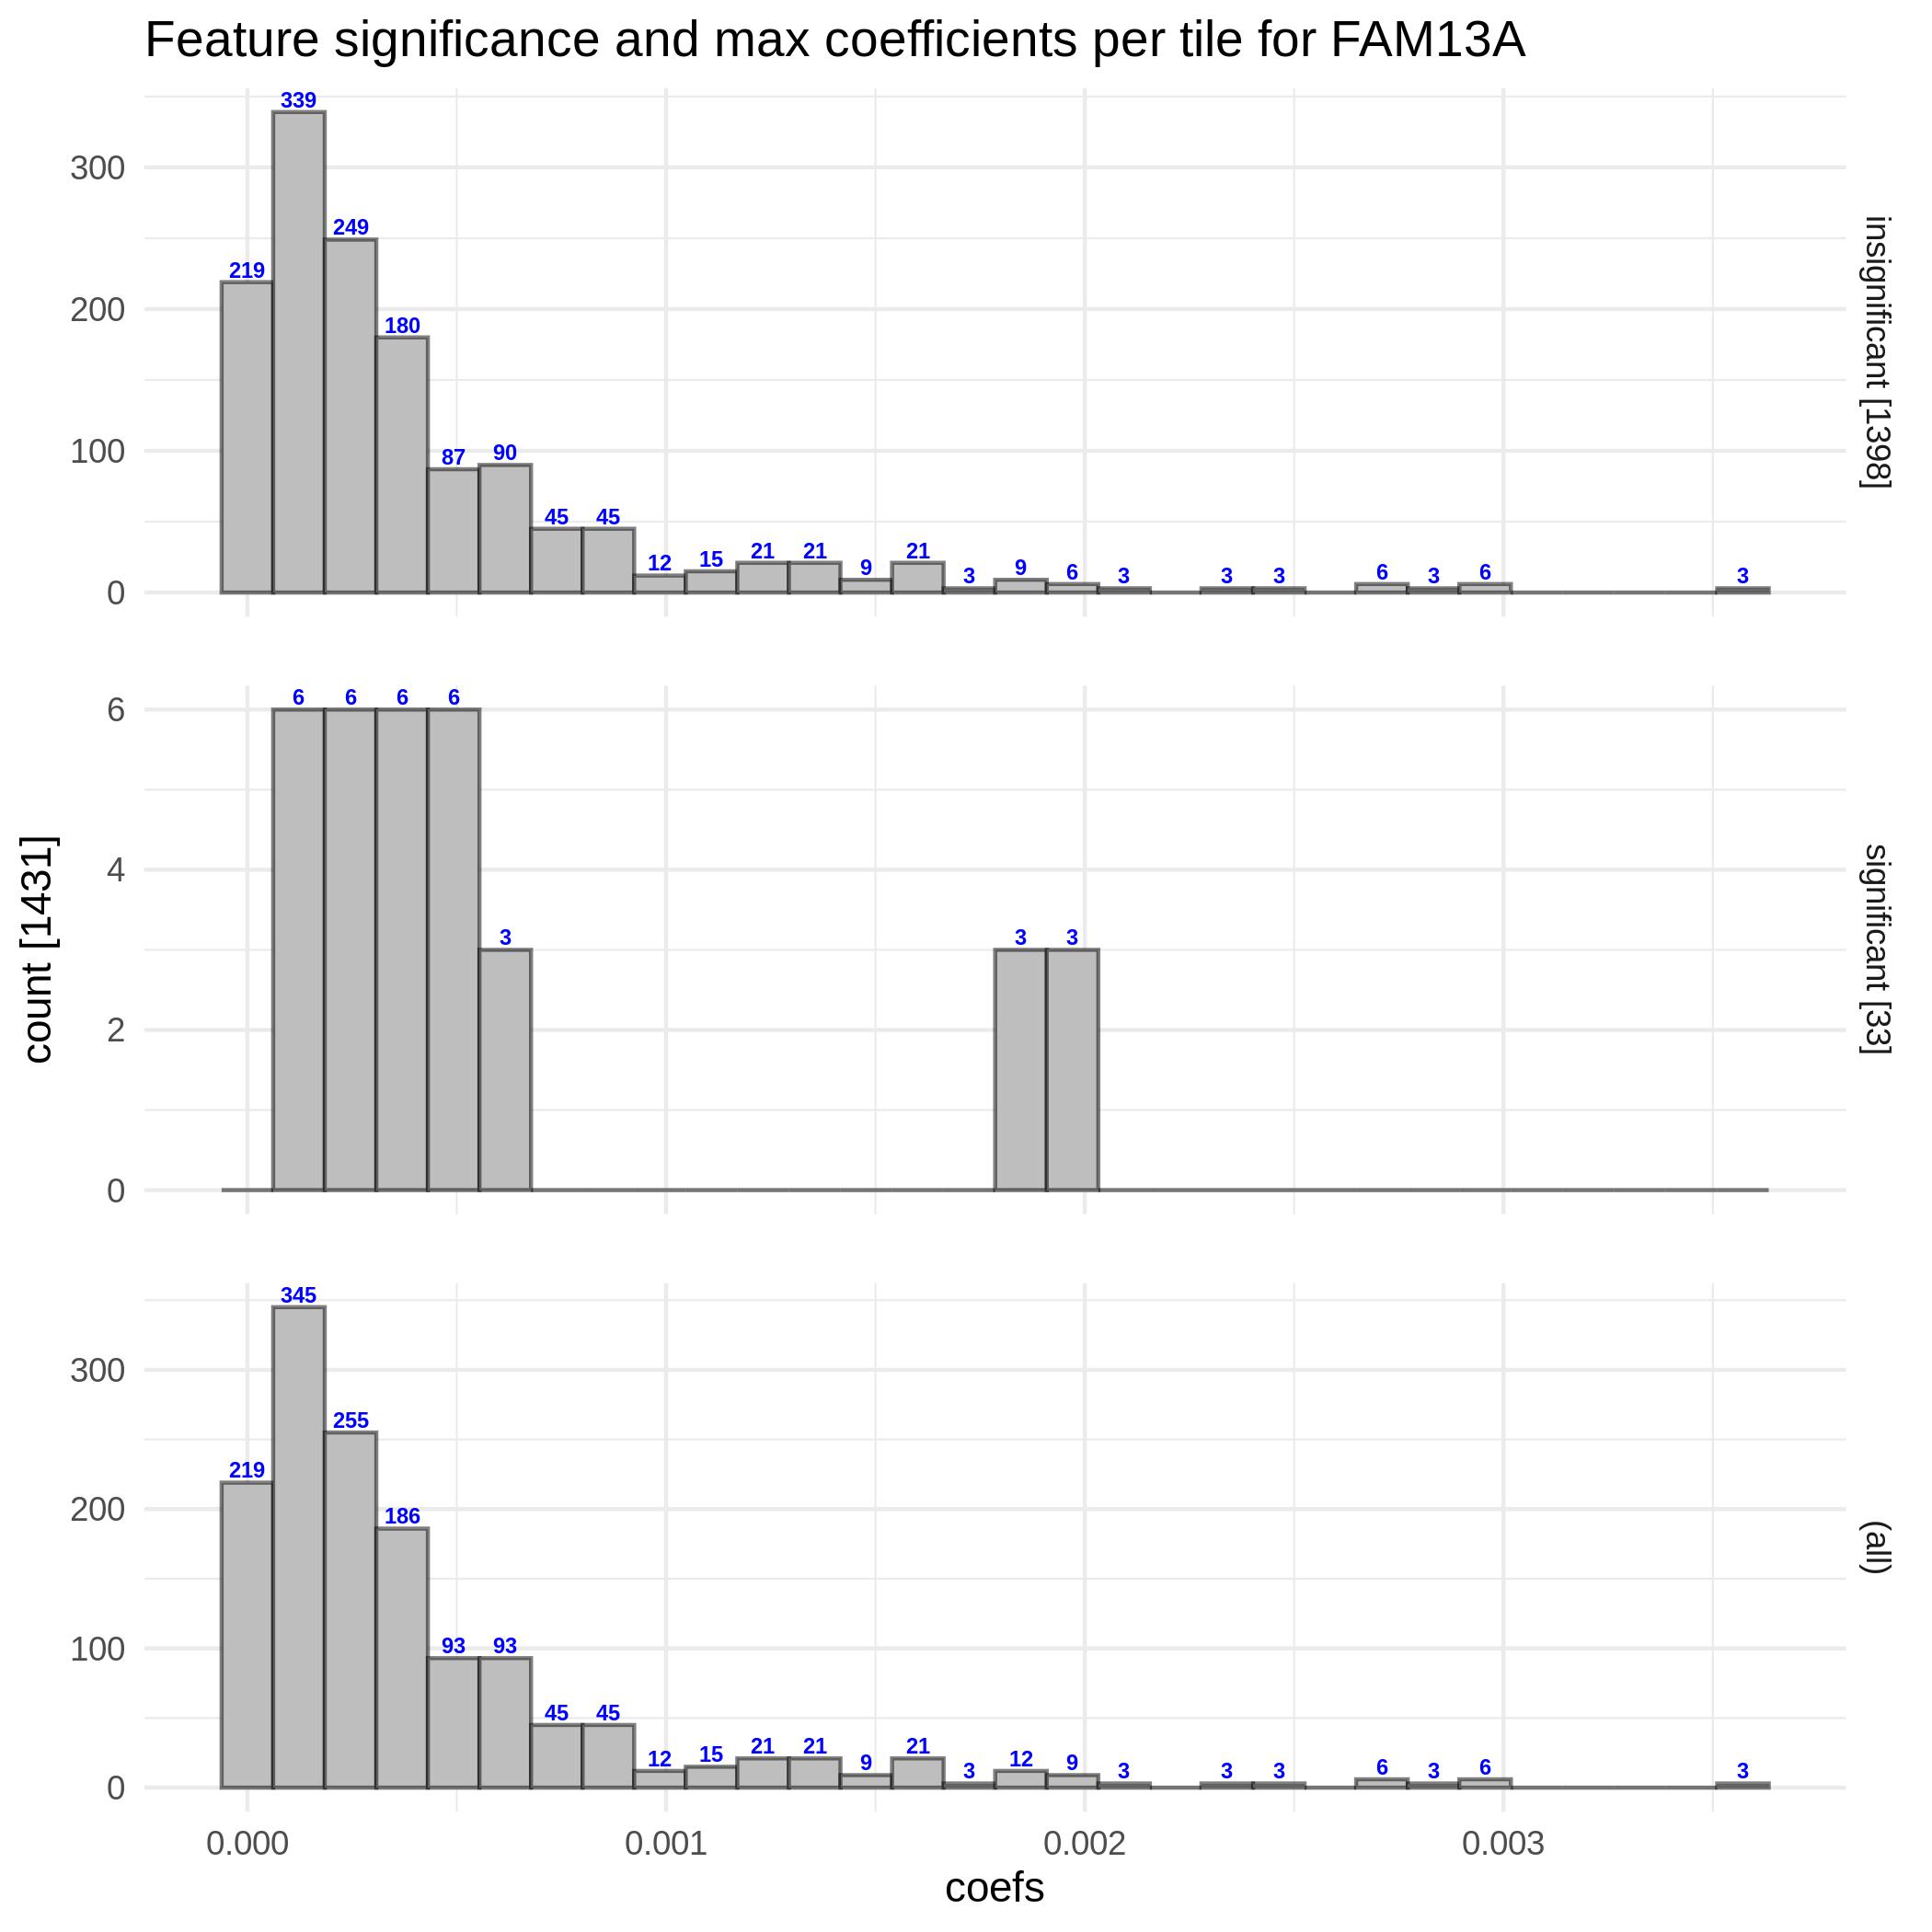 Feature significance and max coefficients per tile for FAM13A
339
300
249
219
200
180
100
87 90
45 45
12 15 21 21 9 21 3 9 6 3 3 3 6 3 6 3
0
insignificant [1398]
6 6 6 6 6
4
3 3 3
2
0
significant [33]
count [1431]
345
300
255
219
200
186
100
93 93
45 45
12 15 21 21 9 21 3 12 9 3 3 3 6 3 6 3
0
(all)
0.000 0.001 0.002 0.003
coefs